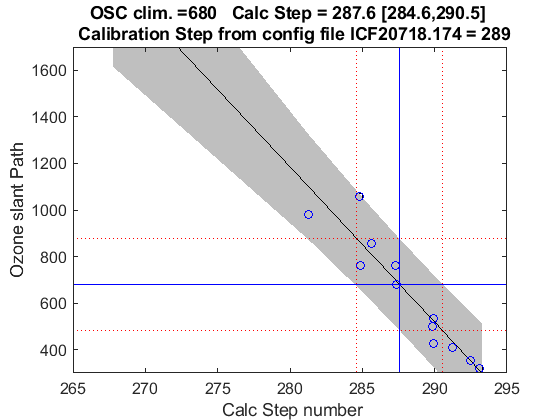 OSC clim. =680 Calc Step = 287.6 [284.6,290.5]
Calibration Step from config file ICF20718.174 = 289
Ozone slant Path
1600
1400
1200
1000
800
600
400
265 270 275 280 285 290 295
Calc Step number